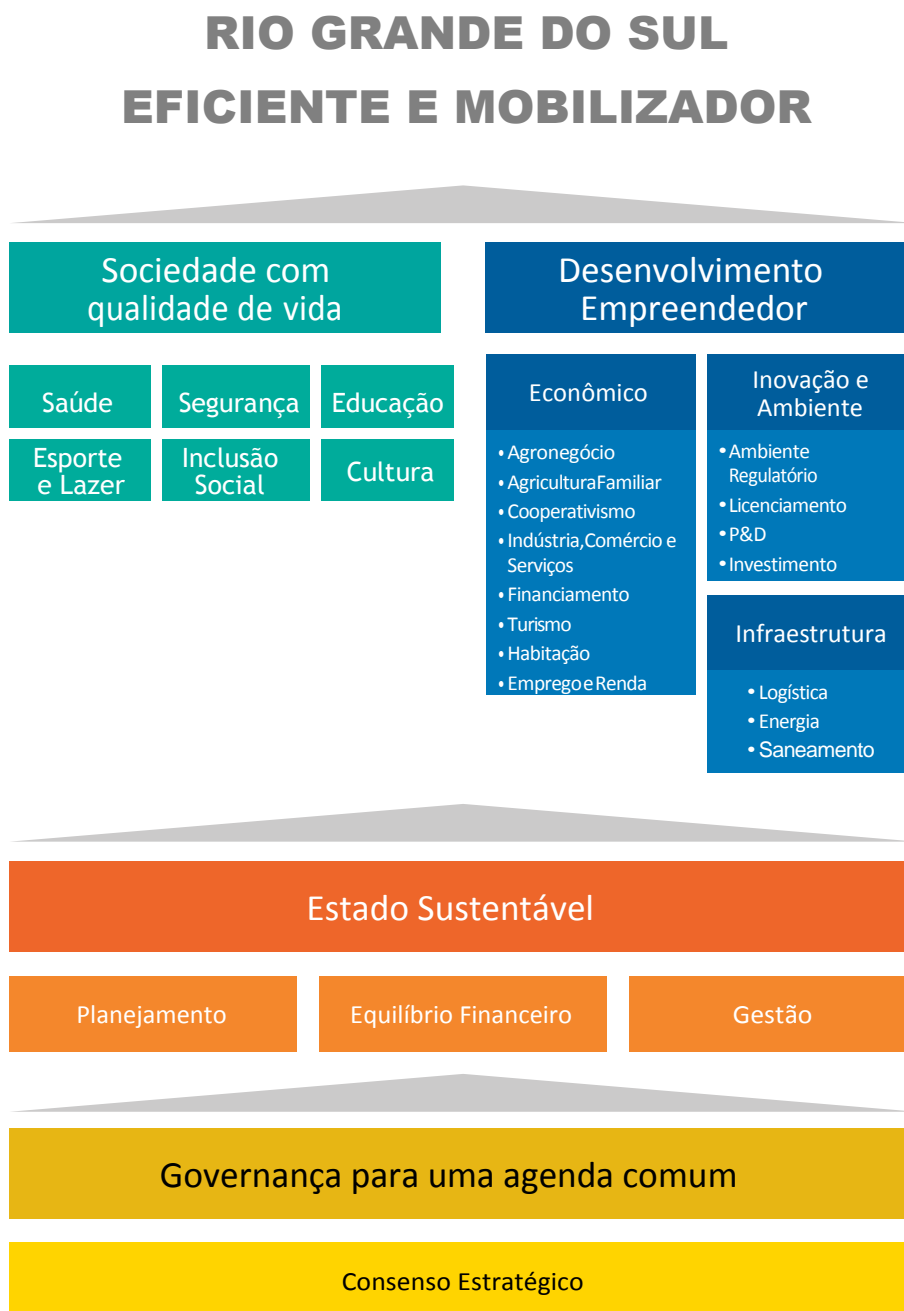 RIO GRANDE DO SUL
EFICIENTE E MOBILIZADOR
Sociedade com
qualidade de vida
Desenvolvimento
Empreendedor
Saúde
Segurança
Educação
Esporte
e Lazer
Inclusão
Social
Cultura
Econômico
• Agronegócio
• AgriculturaFamiliar
• Cooperativismo
• Indústria,Comércio e
Serviços
• Financiamento
• Turismo
• Habitação
• EmpregoeRenda
Inovação e
Ambiente
• Ambiente
Regulatório
• Licenciamento
• P&D
• Investimento
Infraestrutura
• Logística
• Energia
• Saneamento
Estado Sustentável
Planejamento
Equilíbrio Financeiro
Gestão
Governança para uma agenda comum
Consenso Estratégico